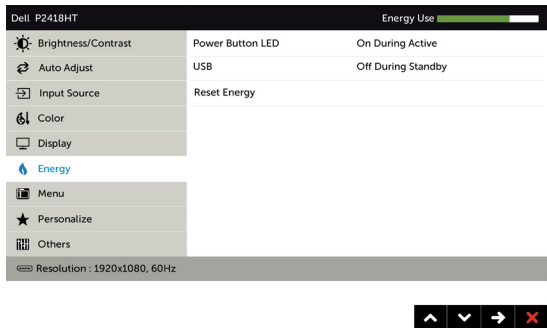 Dell P2418HT Energy Use
Brightness/Contrast Power Button LED On During Active
Auto Adjust USB Off During Standby
Input Source Reset Energy
Color
Display
Energy
Menu
Personalize
Others
Resolution : 1920x1080, 60Hz